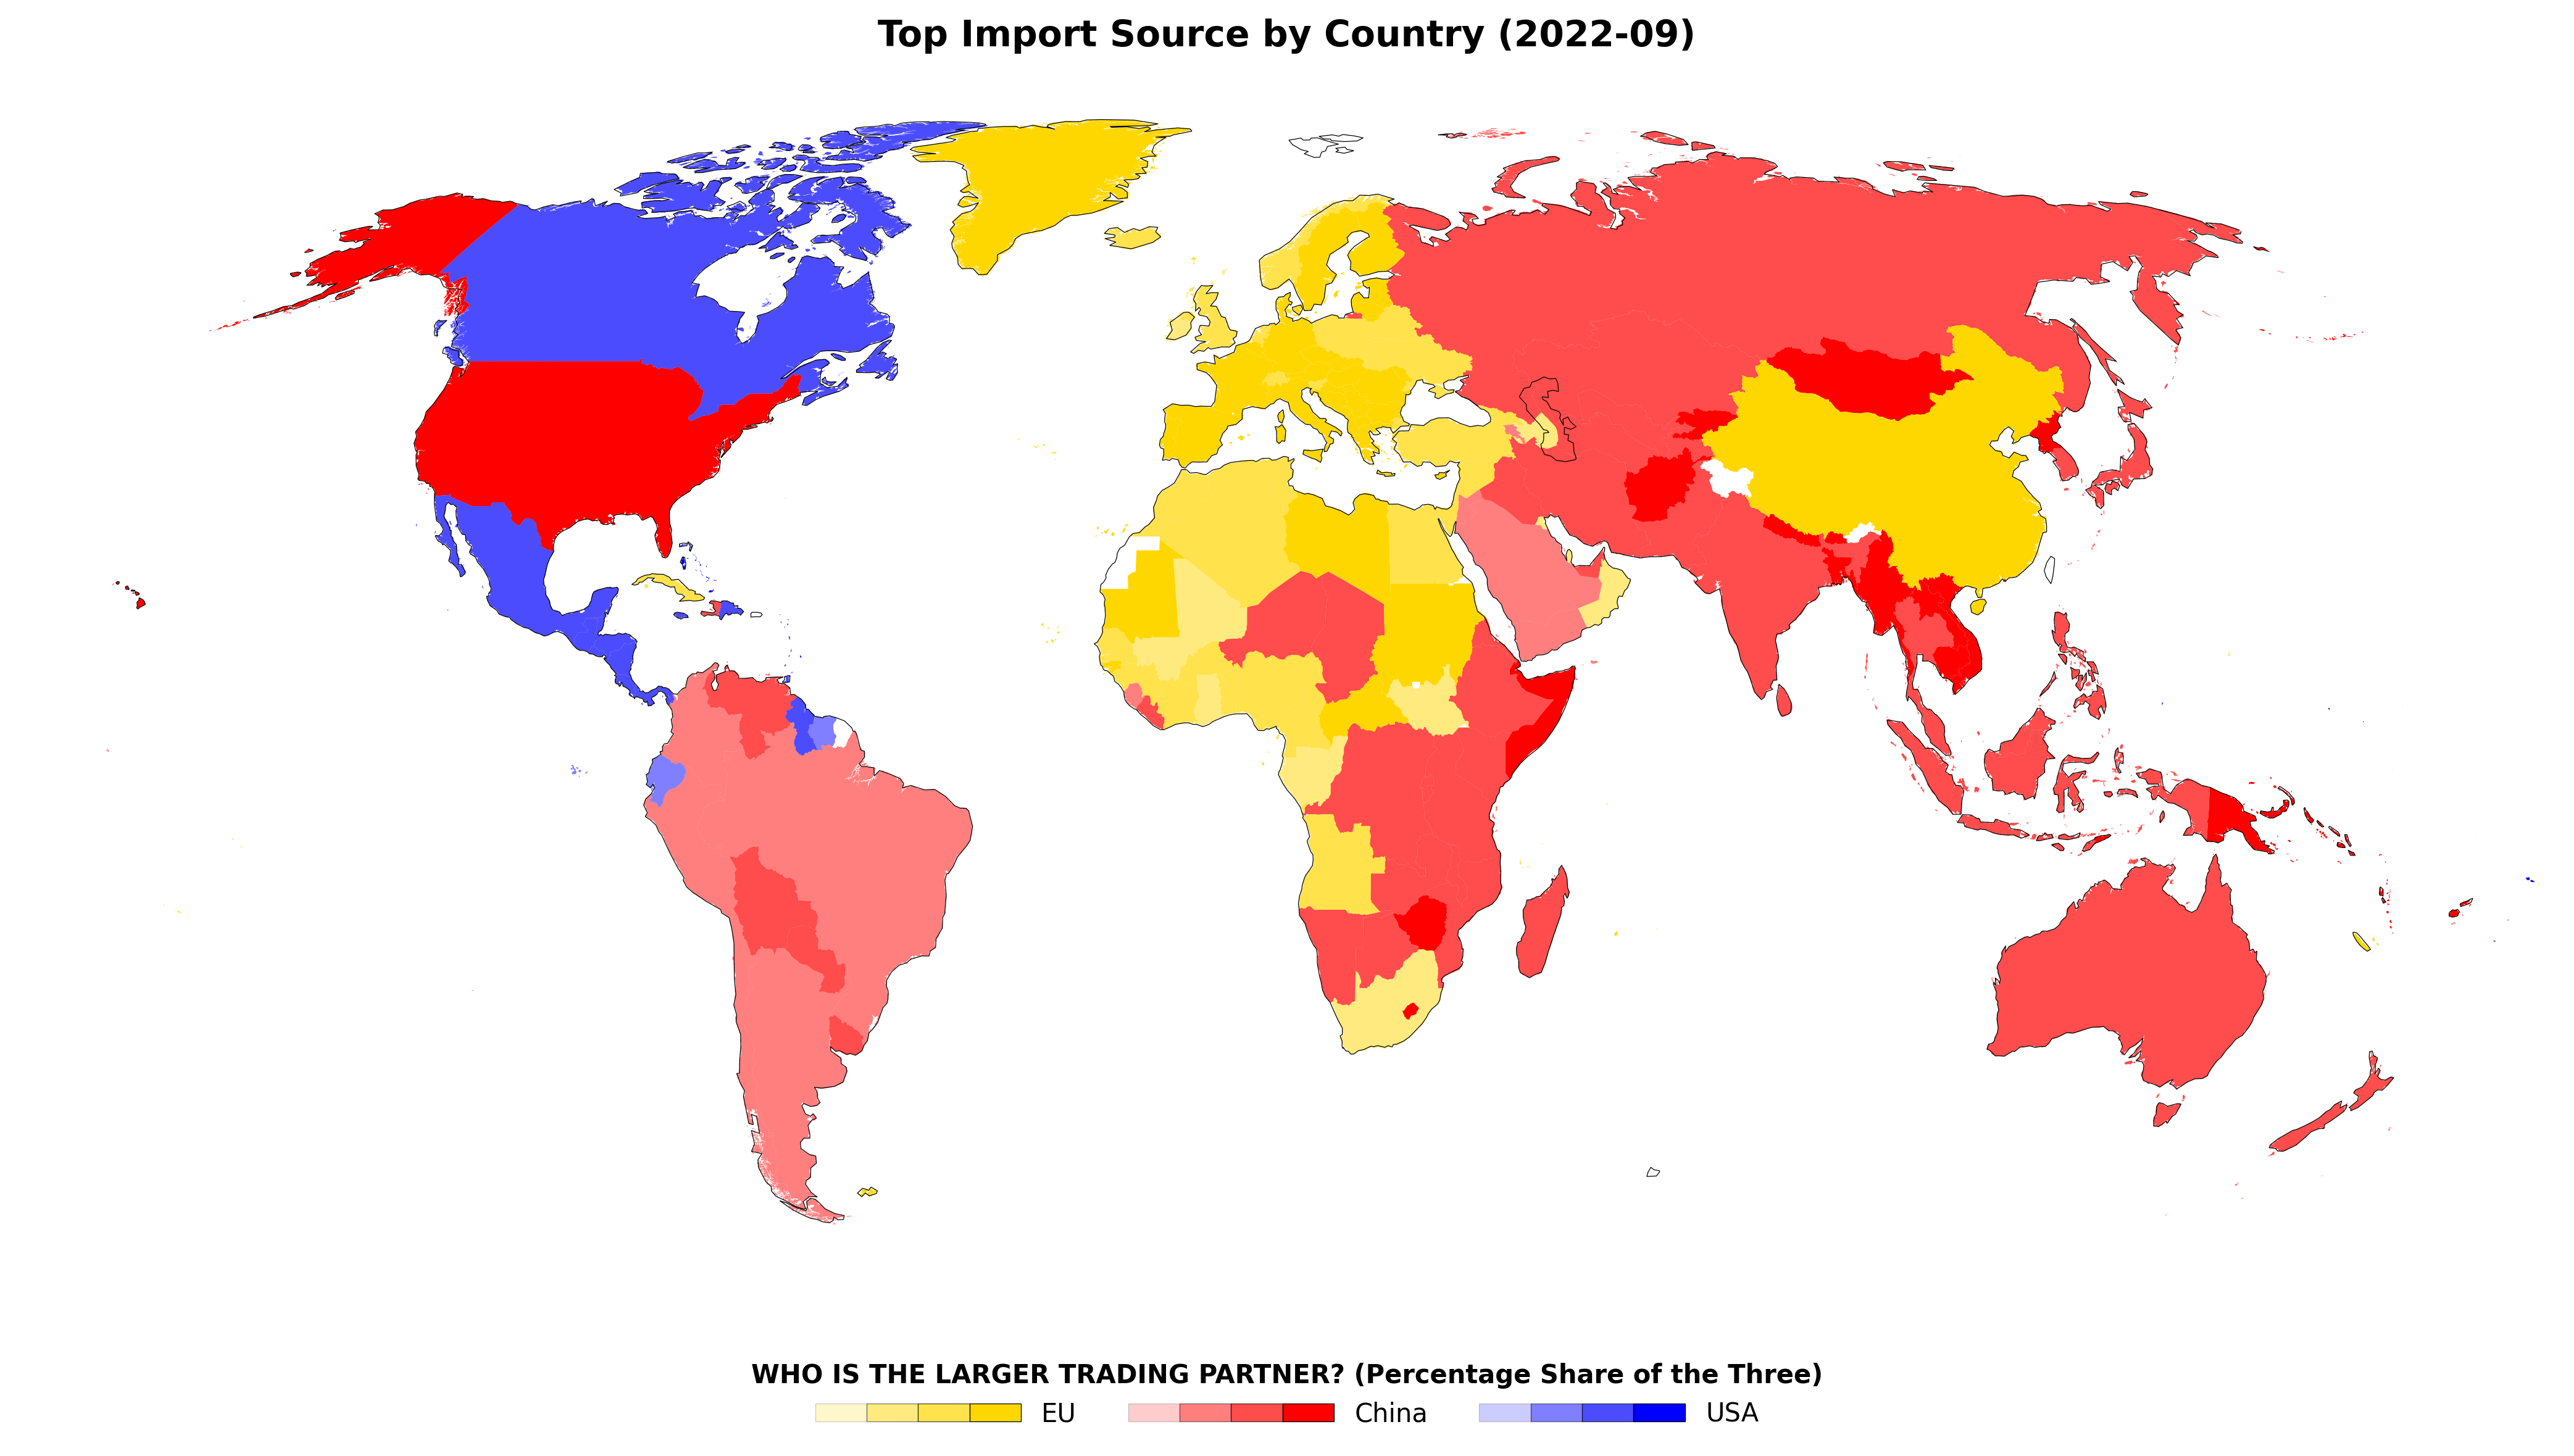 Top Import Source by Country (2022-09)
WHO IS THE LARGER TRADING PARTNER? (Percentage Share of the Three)
EU China USA